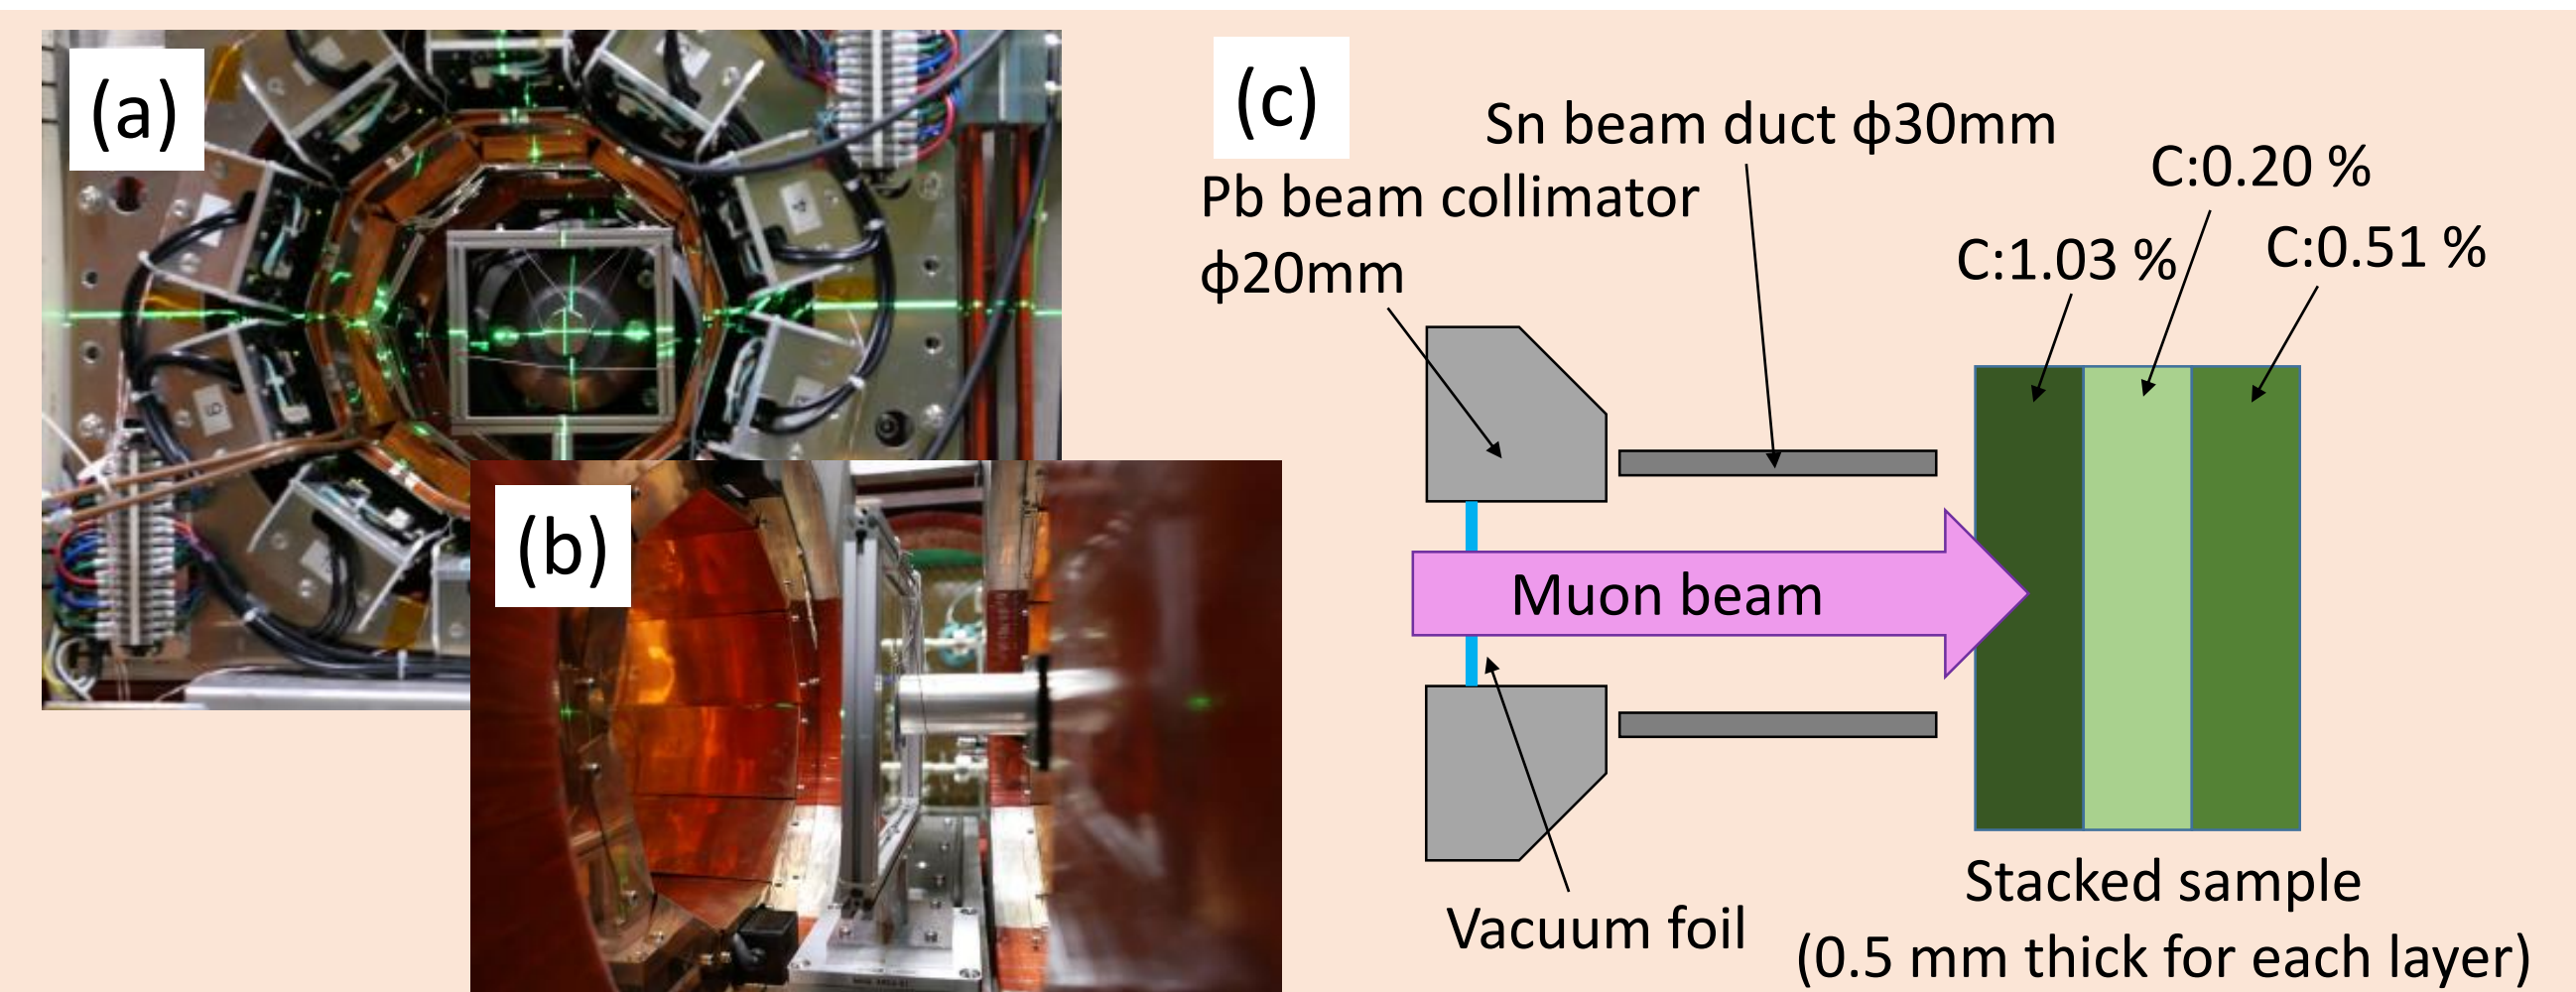 (a)
(b)
(c)
Sn beam duct ϕ30mm
Pb beam collimator
ϕ20mm
C:0.20 %
C:1.03 %
C:0.51 %
Muon beam
Vacuum foil
Stacked sample
(0.5 mm thick for each layer)